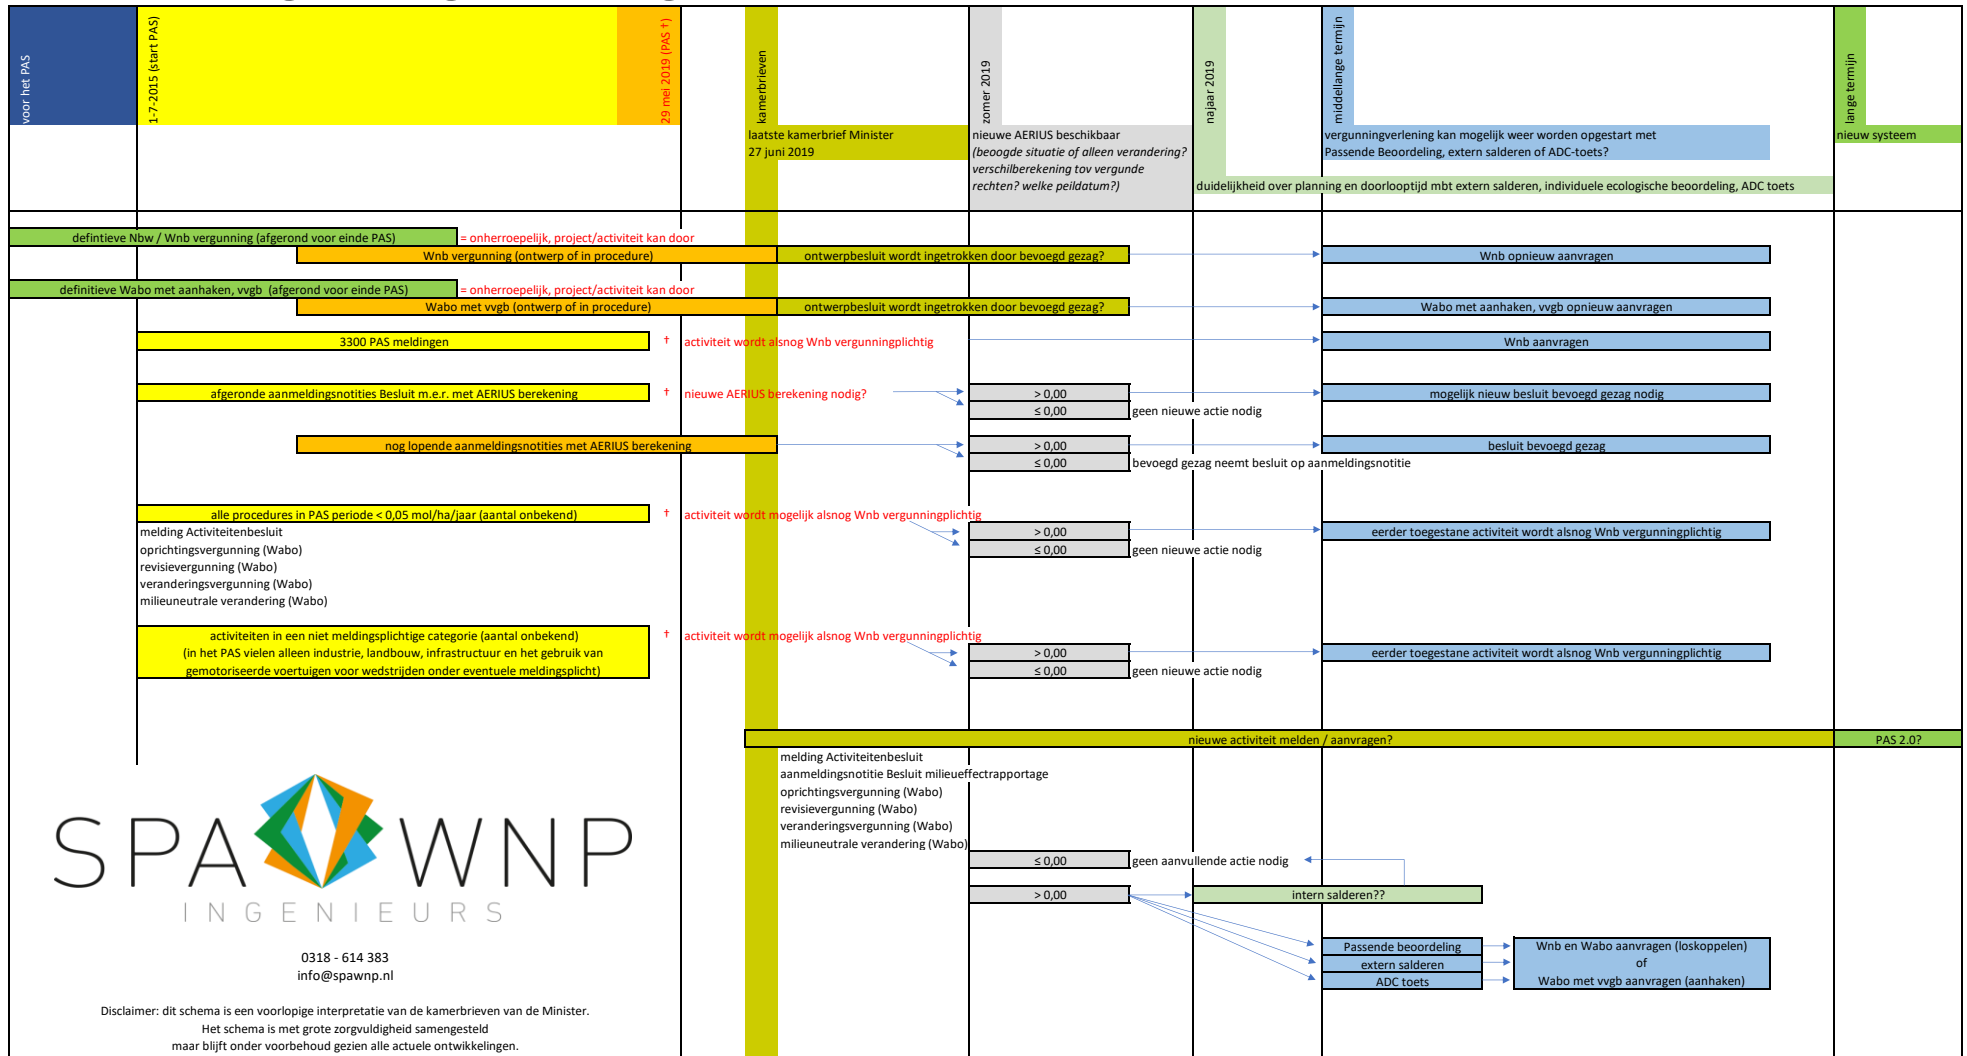 voor het PAS
1-7-2015 (start PAS)
29 mei 2019 (PAS †)
kamerbrieven
zomer 2019
najaar 2019
middellange termijn
lange termijn
laatste kamerbrief Minister
27 juni 2019
nieuwe AERIUS beschikbaar
(beoogde situatie of alleen verandering?
verschilberekening tov vergunde
rechten? welke peildatum?)
vergunningverlening kan mogelijk weer worden opgestart met
Passende Beoordeling, extern salderen of ADC-toets?
nieuw systeem
duidelijkheid over planning en doorlooptijd mbt extern salderen, individuele ecologische beoordeling, ADC toets
defintieve Nbw / Wnb vergunning (afgerond voor einde PAS) = onherroepelijk, project/activiteit kan door
Wnb vergunning (ontwerp of in procedure) ontwerpbesluit wordt ingetrokken door bevoegd gezag? Wnb opnieuw aanvragen
definitieve Wabo met aanhaken, vvgb (afgerond voor einde PAS) = onherroepelijk, project/activiteit kan door
Wabo met vvgb (ontwerp of in procedure) ontwerpbesluit wordt ingetrokken door bevoegd gezag? Wabo met aanhaken, vvgb opnieuw aanvragen
3300 PAS meldingen † activiteit wordt alsnog Wnb vergunningplichtig Wnb aanvragen
afgeronde aanmeldingsnotities Besluit m.e.r. met AERIUS berekening † nieuwe AERIUS berekening nodig? > 0,00 mogelijk nieuw besluit bevoegd gezag nodig
≤ 0,00 geen nieuwe actie nodig
nog lopende aanmeldingsnotities met AERIUS berekening > 0,00 besluit bevoegd gezag
≤ 0,00 bevoegd gezag neemt besluit op aanmeldingsnotitie
alle procedures in PAS periode < 0,05 mol/ha/jaar (aantal onbekend) † activiteit wordt mogelijk alsnog Wnb vergunningplichtig
melding Activiteitenbesluit > 0,00 eerder toegestane activiteit wordt alsnog Wnb vergunningplichtig
oprichtingsvergunning (Wabo) ≤ 0,00 geen nieuwe actie nodig
revisievergunning (Wabo)
veranderingsvergunning (Wabo)
milieuneutrale verandering (Wabo)
activiteiten in een niet meldingsplichtige categorie (aantal onbekend) † activiteit wordt mogelijk alsnog Wnb vergunningplichtig
(in het PAS vielen alleen industrie, landbouw, infrastructuur en het gebruik van > 0,00 eerder toegestane activiteit wordt alsnog Wnb vergunningplichtig
gemotoriseerde voertuigen voor wedstrijden onder eventuele meldingsplicht) ≤ 0,00 geen nieuwe actie nodig
nieuwe activiteit melden / aanvragen? PAS 2.0?
melding Activiteitenbesluit
aanmeldingsnotitie Besluit milieueffectrapportage
oprichtingsvergunning (Wabo)
revisievergunning (Wabo)
veranderingsvergunning (Wabo)
milieuneutrale verandering (Wabo)
≤ 0,00 geen aanvullende actie nodig
> 0,00 intern salderen??
Passende beoordeling
extern salderen
ADC toets
Wnb en Wabo aanvragen (loskoppelen)
of
Wabo met vvgb aanvragen (aanhaken)
SPA WNP
INGENIEURS
0318 - 614 383
info@spawnp.nl
Disclaimer: dit schema is een voorlopige interpretatie van de kamerbrieven van de Minister.
Het schema is met grote zorgvuldigheid samengesteld
maar blijft onder voorbehoud gezien alle actuele ontwikkelingen.